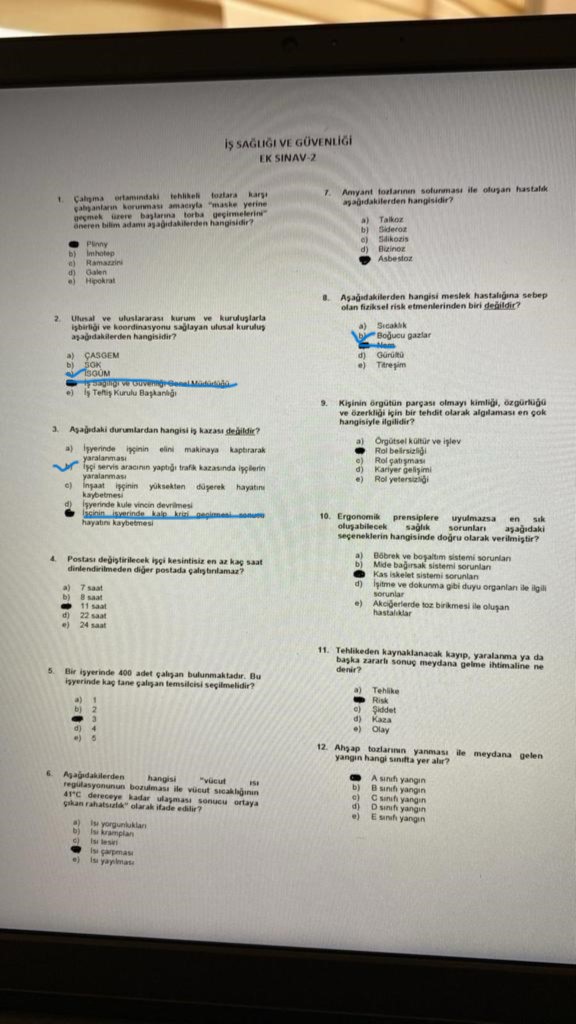 İŞ SAĞLIĞI VE GÜVENLİĞİ
EK SINAV-2
1. Çalışma ortamındaki tehlikeli tozlara karşı
çalışanların korunması amacıyla "maske yerine
geçmek üzere başlarına torba geçirmelerini"
öneren bilim adamı aşağıdakilerden hangisidir?
Plinny
b) Imhotep
c) Ramazzini
d) Galen
e) Hipokrat
2. Ulusal ve uluslararası kurum ve kuruluşlarla
işbirliği ve koordinasyonu sağlayan ulusal kuruluş
aşağıdakilerden hangisidir?
a) ÇASGEM
b) SGK
İSGÜM
İş Sağlığı ve Güvenliği Genel Müdürlüğü
e) İş Teftiş Kurulu Başkanlığı
3. Aşağıdaki durumlardan hangisi iş kazası değildir?
a) İşyerinde işçinin elini makinaya kaptırarak
yaralanması
b) İşçi servis aracının yaptığı trafik kazasında işçilerin
yaralanması
c) İnşaat işçinin yüksekten düşerek hayatını
kaybetmesi
d) İşyerinde kule vincin devrilmesi
İşçinin işyerinde kalp krizi geçirmesi sonucu
hayatını kaybetmesi
4. Postası değiştirilecek işçi kesintisiz en az kaç saat
dinlendirilmeden diğer postada çalıştırılamaz?
a) 7 saat
b) 8 saat
11 saat
d) 22 saat
e) 24 saat
5. Bir işyerinde 400 adet çalışan bulunmaktadır. Bu
işyerinde kaç tane çalışan temsilcisi seçilmelidir?
a) 1
b) 2
3
d) 4
e) 5
6. Aşağıdakilerden hangisi "vücut ısı
regülasyonunun bozulması ile vücut sıcaklığının
41°C dereceye kadar ulaşması sonucu ortaya
çıkan rahatsızlık" olarak ifade edilir?
a) Isı yorgunlukları
b) Isı krampları
c) Isı tesiri
Isı çarpması
e) Isı yayılması
7. Amyant tozlarının solunması ile oluşan hastalık
aşağıdakilerden hangisidir?
a) Talkoz
b) Sideroz
c) Silikozis
d) Bizinoz
Asbestoz
8. Aşağıdakilerden hangisi meslek hastalığına sebep
olan fiziksel risk etmenlerinden biri değildir?
a) Sıcaklık
b) Boğucu gazlar
Nem
d) Gürültü
e) Titreşim
9. Kişinin örgütün parçası olmayı kimliği, özgürlüğü
ve özerkliği için bir tehdit olarak algılaması en çok
hangisiyle ilgilidir?
a) Örgütsel kültür ve işlev
Rol belirsizliği
c) Rol çatışması
d) Kariyer gelişimi
e) Rol yetersizliği
10. Ergonomik prensiplere uyulmazsa en sık
oluşabilecek sağlık sorunları aşağıdaki
seçeneklerin hangisinde doğru olarak verilmiştir?
a) Böbrek ve boşaltım sistemi sorunları
b) Mide bağırsak sistemi sorunları
Kas iskelet sistemi sorunları
d) İşitme ve dokunma gibi duyu organları ile ilgili
sorunlar
e) Akciğerlerde toz birikmesi ile oluşan
hastalıklar
11. Tehlikeden kaynaklanacak kayıp, yaralanma ya da
başka zararlı sonuç meydana gelme ihtimaline ne
denir?
a) Tehlike
Risk
c) Şiddet
d) Kaza
e) Olay
12. Ahşap tozlarının yanması ile meydana gelen
yangın hangi sınıfta yer alır?
A sınıfı yangın
b) B sınıfı yangın
c) C sınıfı yangın
d) D sınıfı yangın
e) E sınıfı yangın